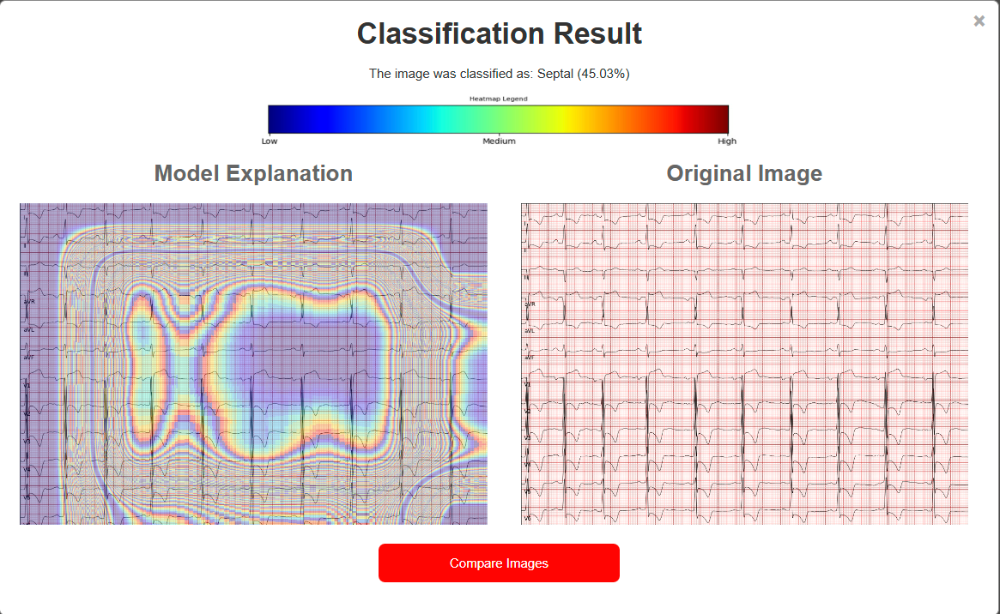 ×
Classification Result
The image was classified as: Septal (45.03%)
Heatmap Legend
Low Medium High
Model Explanation Original Image
aVR
aVL
aVF
V1
V2
V3
V4
V5
II
aVR
aVL
aVF
V1
V2
V3
V5
V6
Compare Images